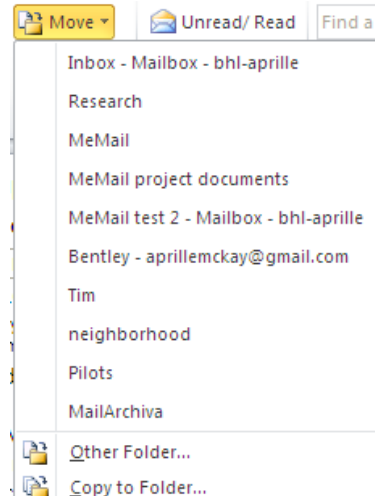 Move Unread/ Read Find a
Inbox - Mailbox - bhl-aprille
Research
MeMail
MeMail project documents
MeMail test 2 - Mailbox - bhl-aprille
Bentley - aprillemckay@gmail.com
Tim
neighborhood
Pilots
MailArchiva
Other Folder...
Copy to Folder...